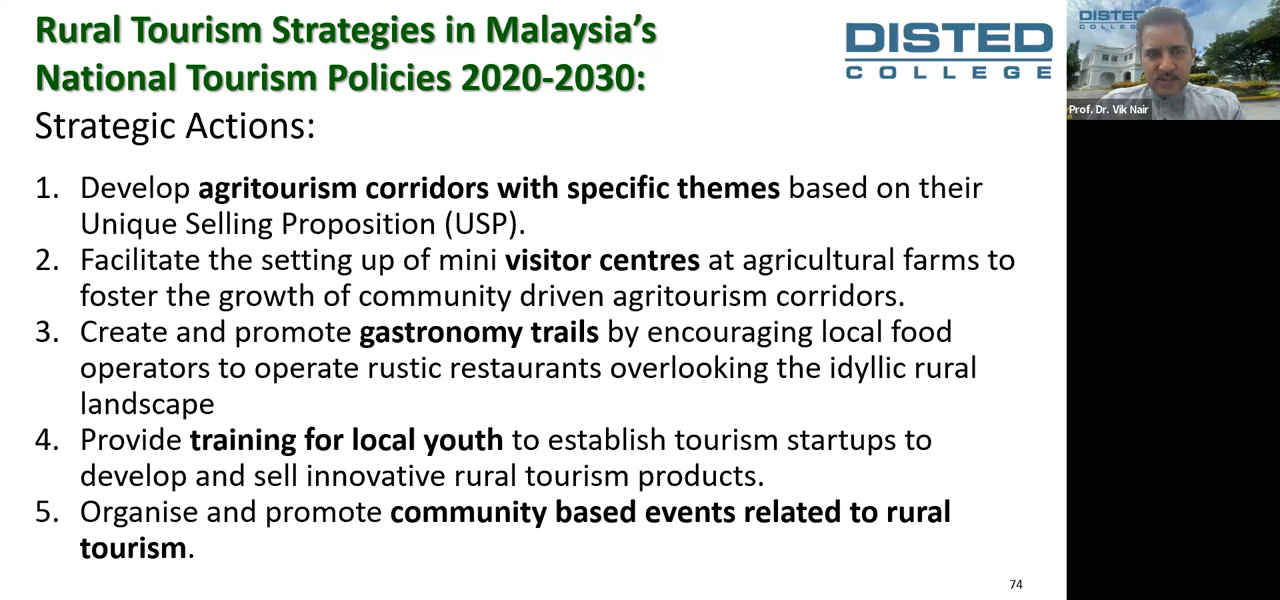 Rural Tourism Strategies in Malaysia's
National Tourism Policies 2020-2030:
Strategic Actions:
DISTED
COLLEGE
DISTED
COLLEGE
Prof. Dr. Vik Nair
1. Develop agritourism corridors with specific themes based on their
Unique Selling Proposition (USP).
2. Facilitate the setting up of mini visitor centres at agricultural farms to
foster the growth of community driven agritourism corridors.
3. Create and promote gastronomy trails by encouraging local food
operators to operate rustic restaurants overlooking the idyllic rural
landscape
4. Provide training for local youth to establish tourism startups to
develop and sell innovative rural tourism products.
5. Organise and promote community based events related to rural
tourism.
74